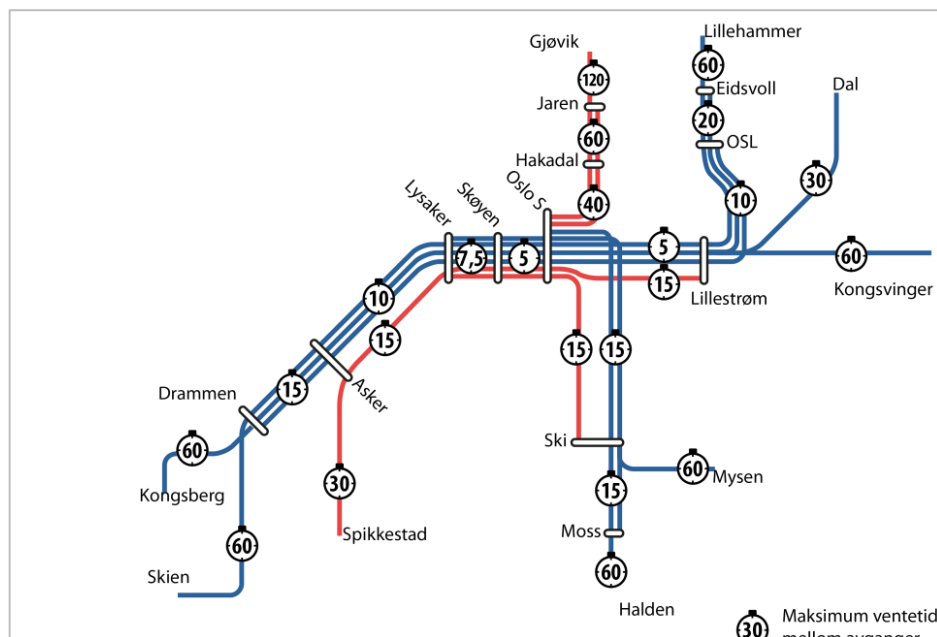 Lillehammer
Gjøvik
60
120
Eidsvoll
Dal
Jaren
20
60
OSL
Hakadal
30
Oslo S
Skøyen
Lysaker
40
10
5
7,5
5
60
15
Lillestrøm
Kongsvinger
10
15
15
15
Asker
15
Drammen
Ski
60
60
Mysen
Kongsberg
30
15
Spikkestad
Moss
60
60
Skien
Halden
30
Maksimum ventetid
mellom avganger